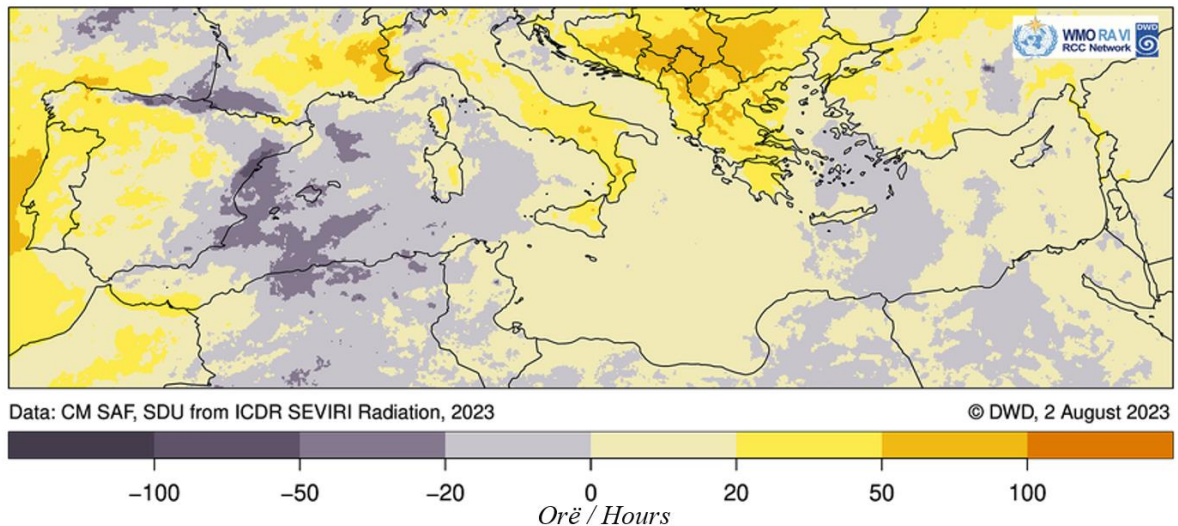 WMO RA VI
RCC Network
DWD
Data: CM SAF, SDU from ICDR SEVIRI Radiation, 2023
© DWD, 2 August 2023
−100 −50 −20 0 20 50 100
Orë / Hours